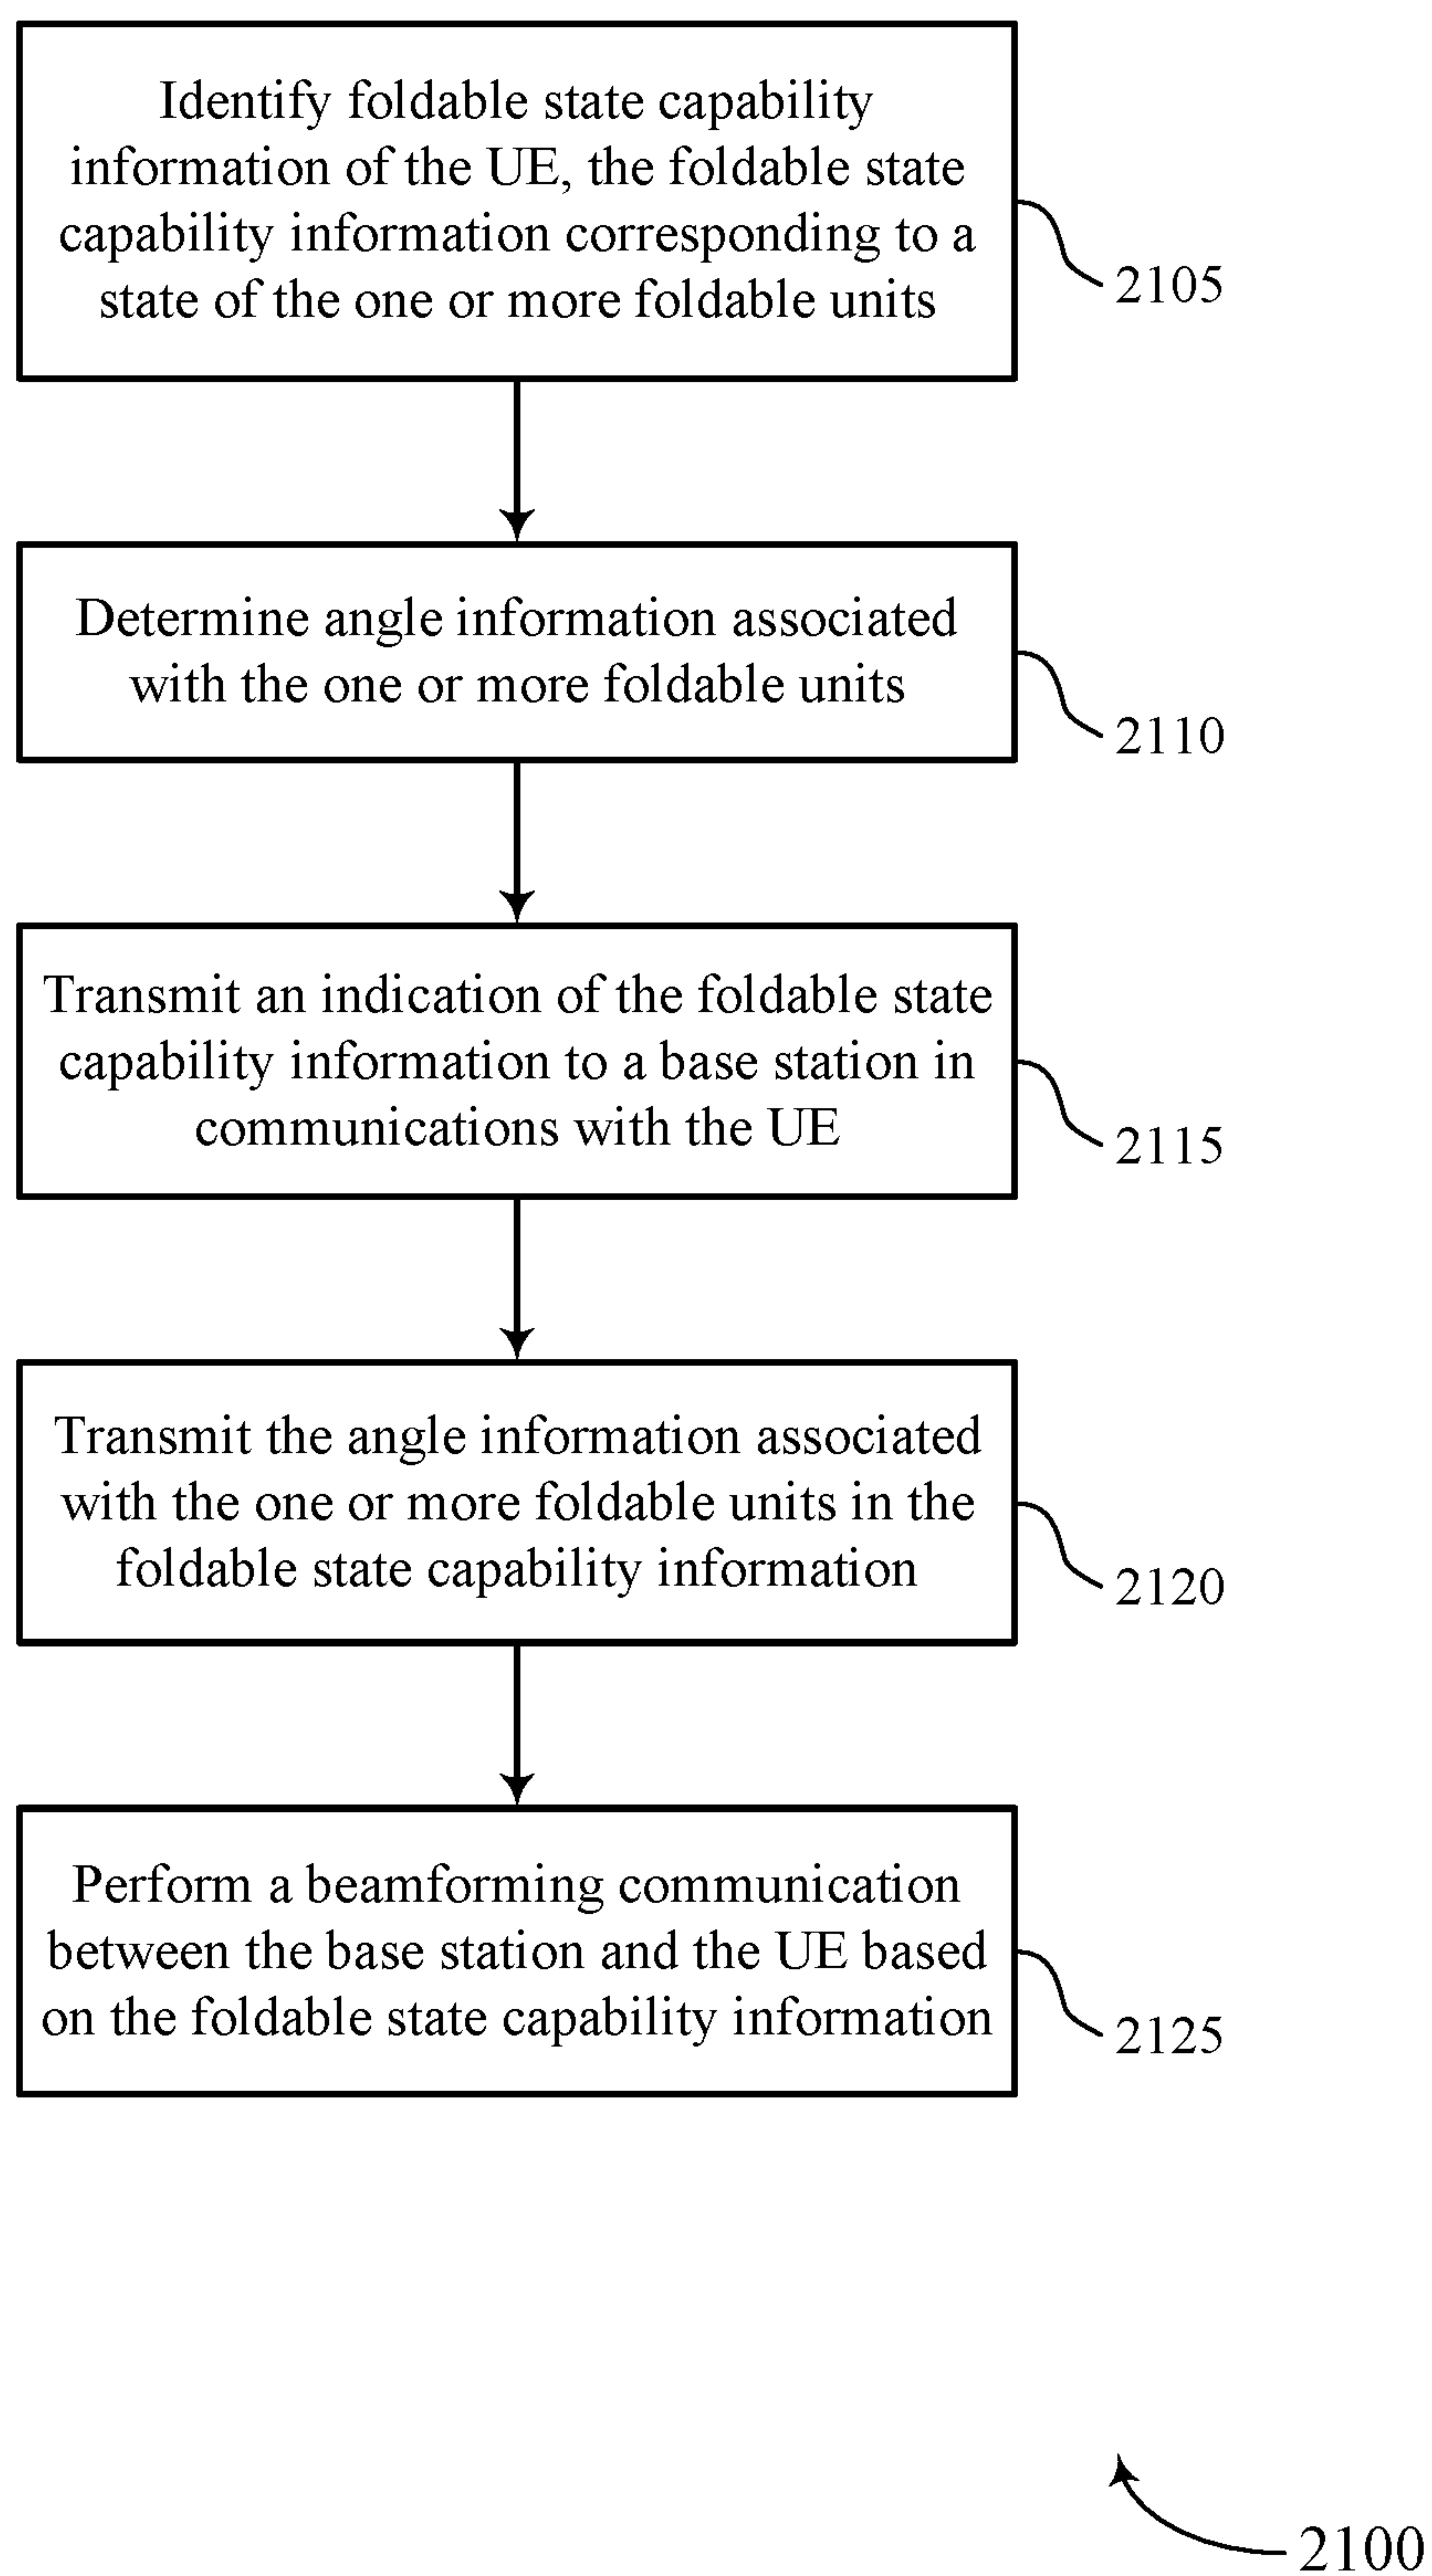 Identify foldable state capability
information of the UE, the foldable state
capability information corresponding to a
state of the one or more foldable units
2105
Determine angle information associated
with the one or more foldable units
2110
Transmit an indication of the foldable state
capability information to a base station in
communications with the UE
2115
Transmit the angle information associated
with the one or more foldable units in the
foldable state capability information
2120
Perform a beamforming communication
between the base station and the UE based
on the foldable state capability information
2125
2100